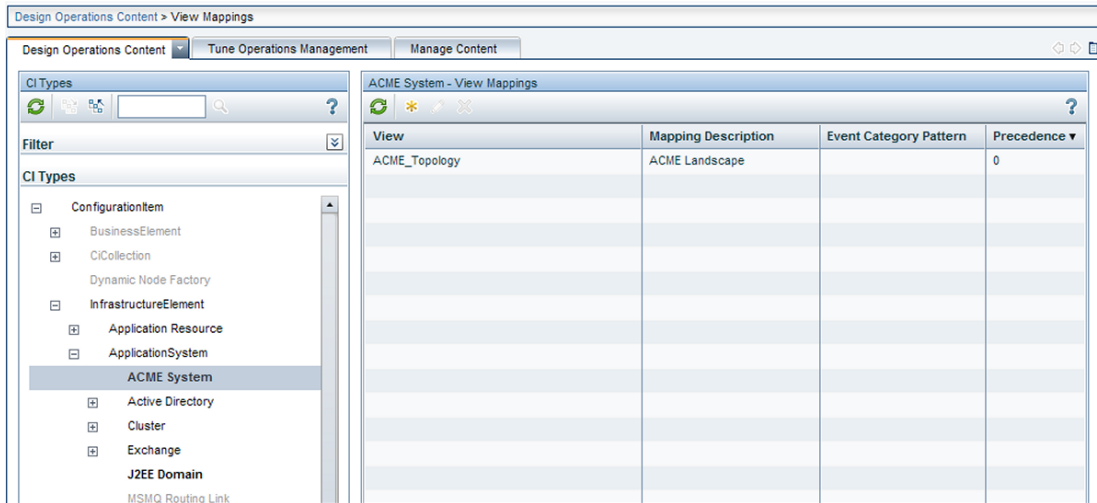 Design Operations Content > View Mappings
Design Operations Content
Tune Operations Management
Manage Content
CI Types
?
Filter
CI Types
ConfigurationItem
BusinessElement
CiCollection
Dynamic Node Factory
InfrastructureElement
Application Resource
ApplicationSystem
ACME System
Active Directory
Cluster
Exchange
J2EE Domain
MSMQ Routing Link
ACME System - View Mappings
?
View Mapping Description Event Category Pattern Precedence ▼
ACME_Topology ACME Landscape 0